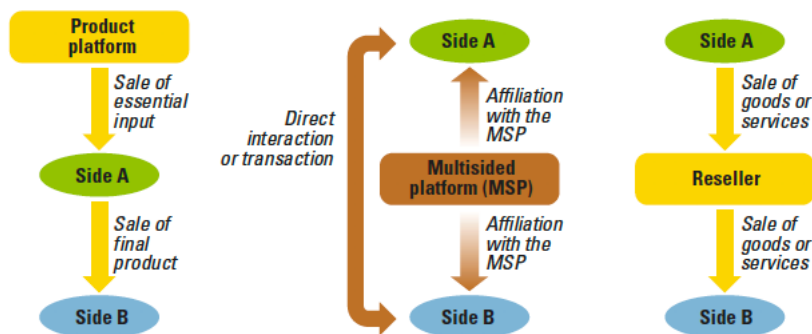 Product
platform
Sale of
essential
input
Side A
Sale of
final
product
Side B
Direct
interaction
or transaction
Side A
Affiliation
with the
MSP
Multisided
platform (MSP)
Affiliation
with the
MSP
Side B
Side A
Sale of
goods or
services
Reseller
Sale of
goods or
services
Side B